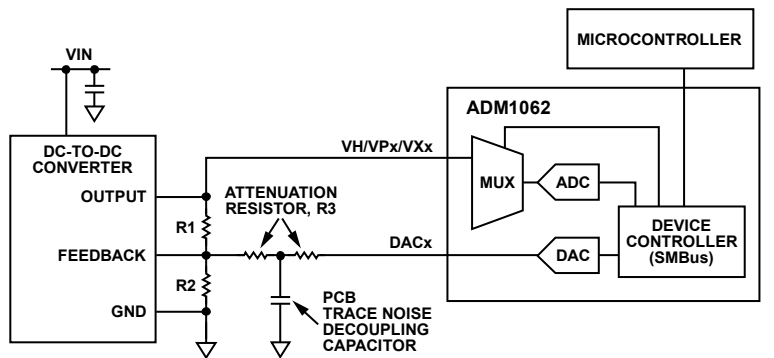 MICROCONTROLLER
VIN
ADM1062
DC-TO-DC
CONVERTER
VH/VPx/VXx
MUX
ADC
OUTPUT
ATTENUATION
RESISTOR, R3
R1
DACx
DEVICE
CONTROLLER
(SMBus)
FEEDBACK
DAC
R2
PCB
TRACE NOISE
DECOUPLING
CAPACITOR
GND